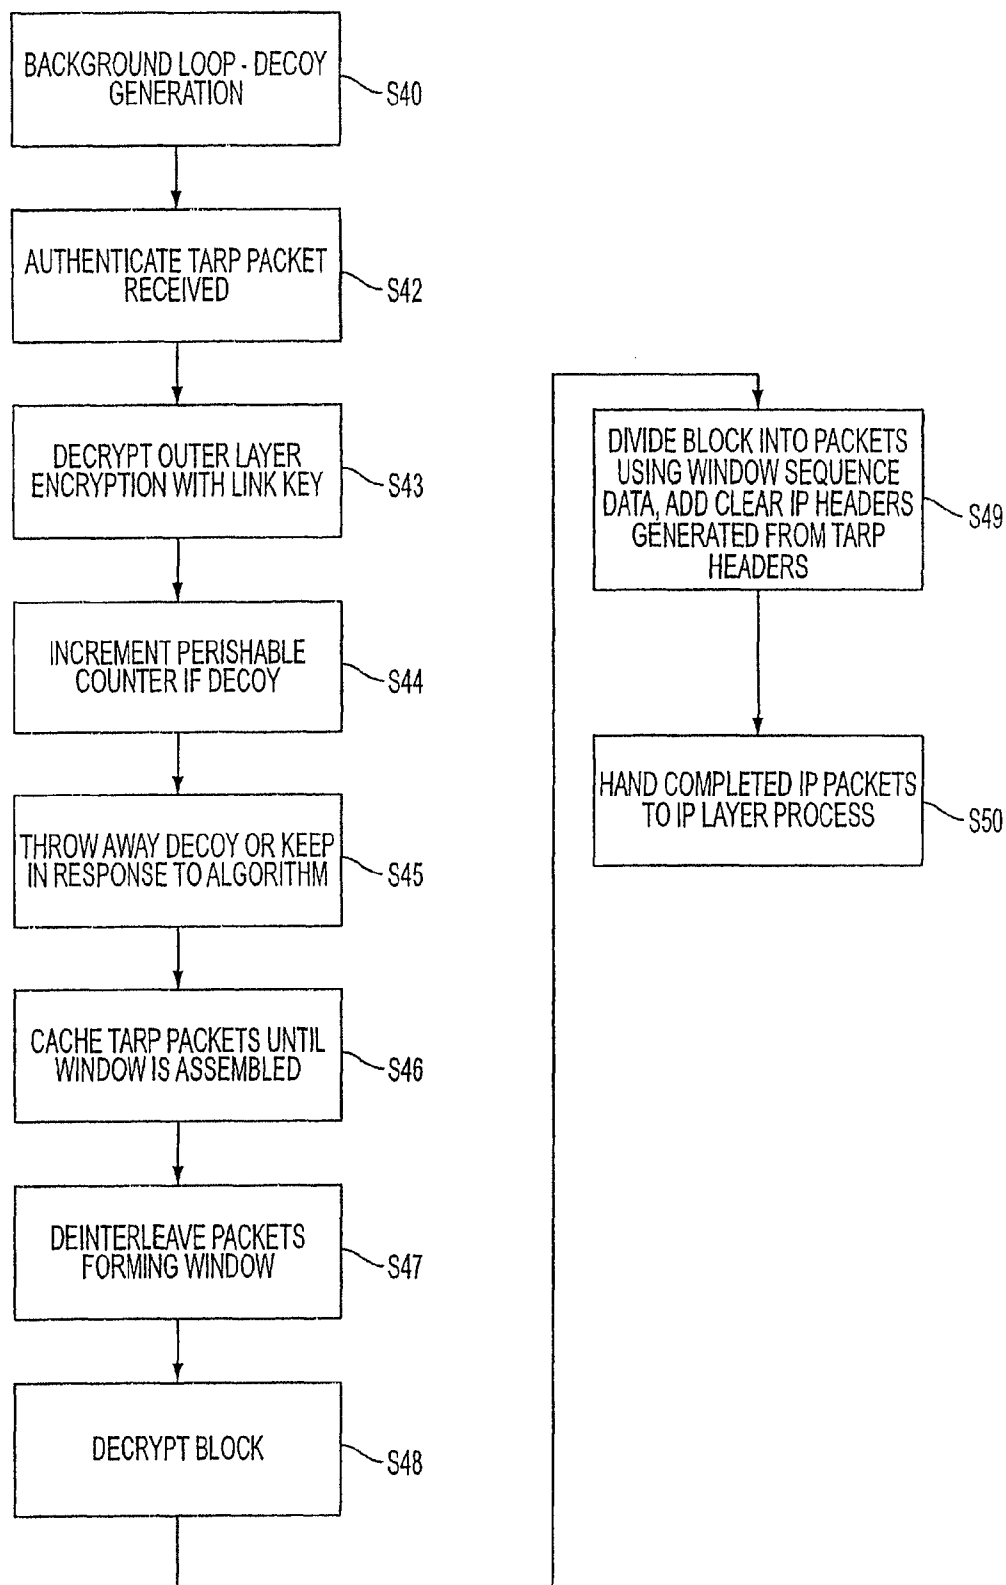 BACKGROUND LOOP - DECOY
GENERATION
S40
AUTHENTICATE TARP PACKET
RECEIVED
S42
DECRYPT OUTER LAYER
ENCRYPTION WITH LINK KEY
S43
INCREMENT PERISHABLE
COUNTER IF DECOY
S44
THROW AWAY DECOY OR KEEP
IN RESPONSE TO ALGORITHM
S45
CACHE TARP PACKETS UNTIL
WINDOW IS ASSEMBLED
S46
DEINTERLEAVE PACKETS
FORMING WINDOW
S47
DECRYPT BLOCK
S48
DIVIDE BLOCK INTO PACKETS
USING WINDOW SEQUENCE
DATA, ADD CLEAR IP HEADERS
GENERATED FROM TARP
HEADERS
S49
HAND COMPLETED IP PACKETS
TO IP LAYER PROCESS
S50